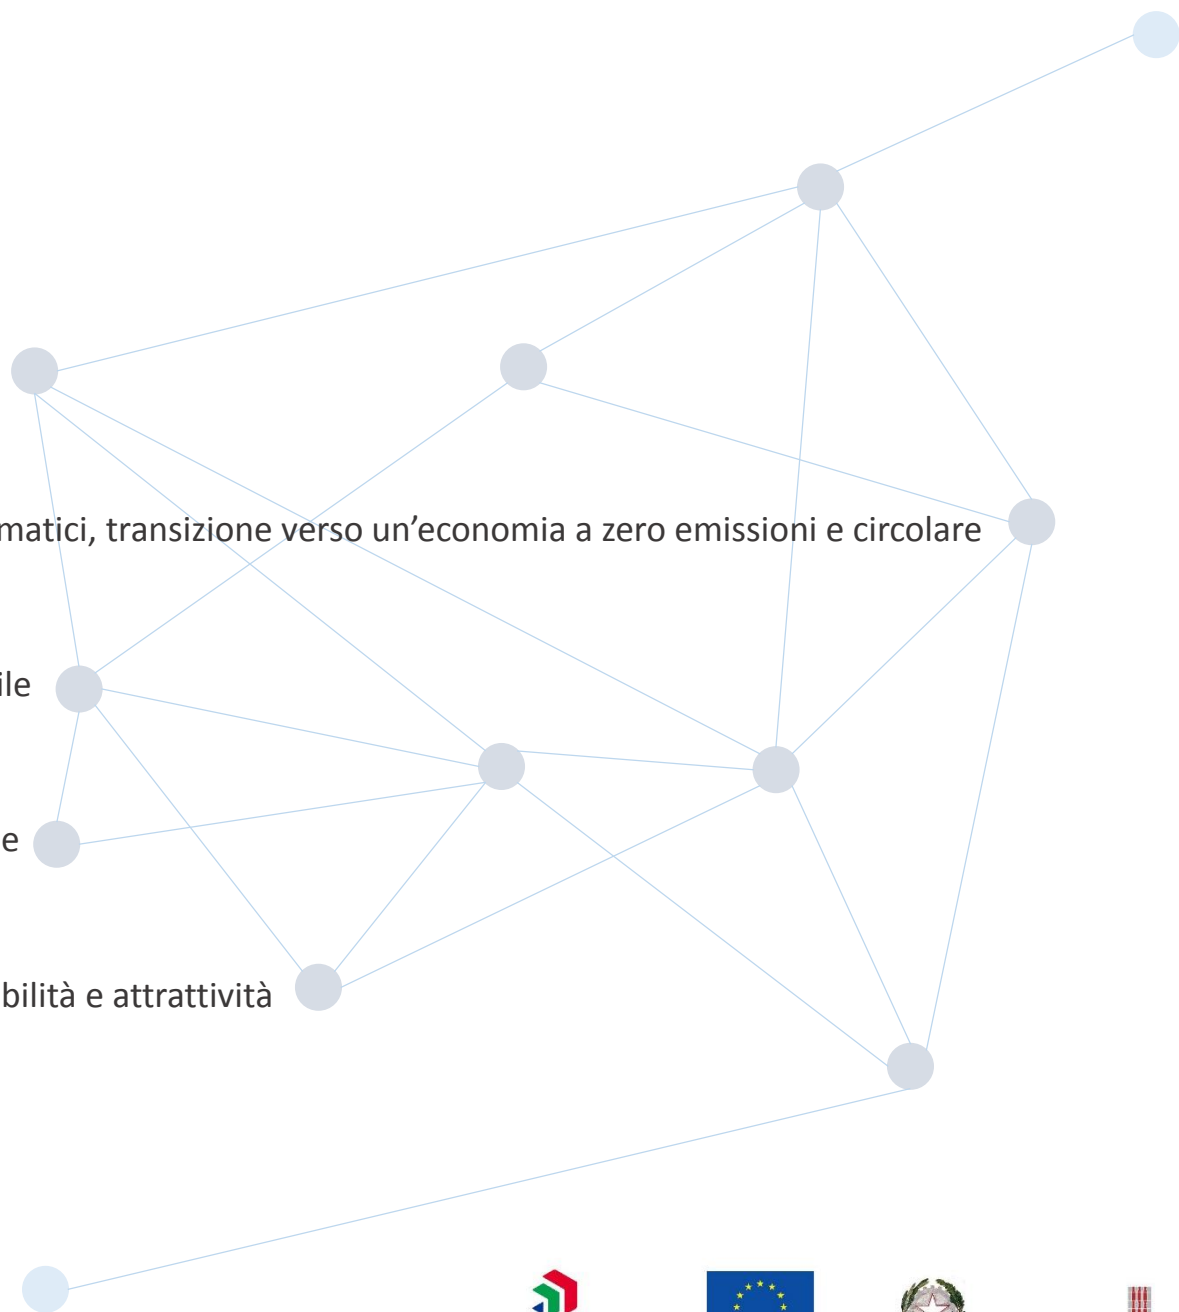 matici, transizione verso un’economia a zero emissioni e circolare
ile
e
bilità e attrattività